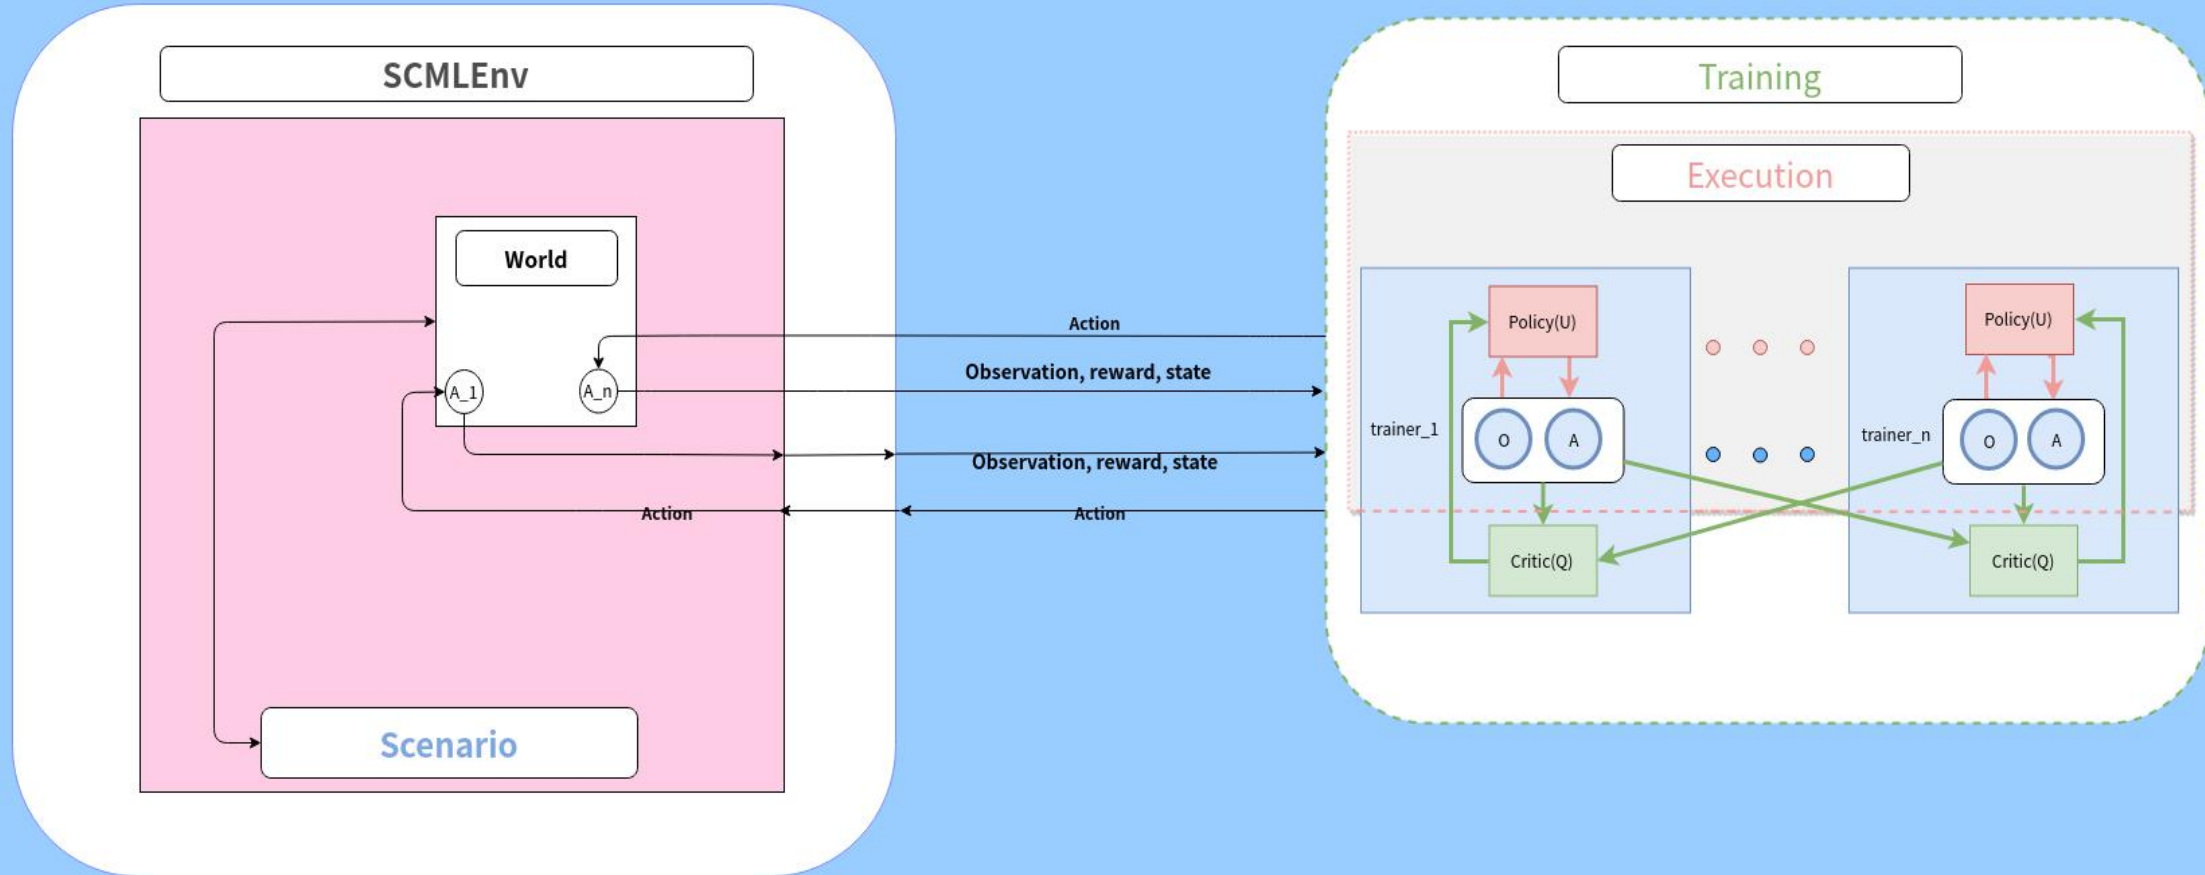 SCMLEnv
World
A_1
A_n
Scenario
Action
Observation, reward, state
Observation, reward, state
Action
Action
Training
Execution
Policy(U)
trainer_1
O
A
Critic(Q)
Policy(U)
trainer_n
O
A
Critic(Q)